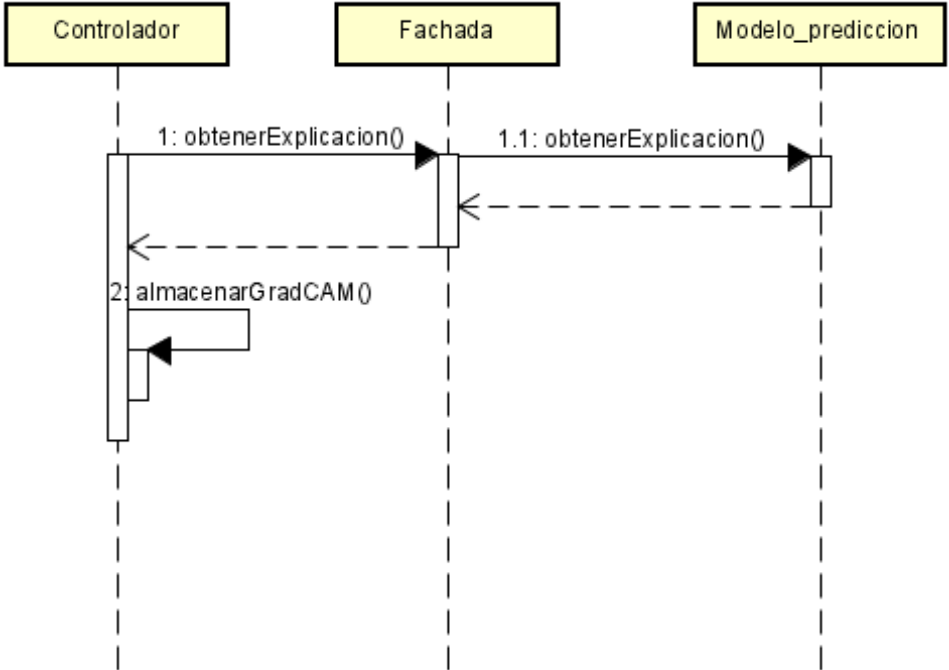 Controlador
Fachada
Modelo_prediccion
1: obtenerExplicacion()
1.1: obtenerExplicacion()
2: almacenarGradCAM()